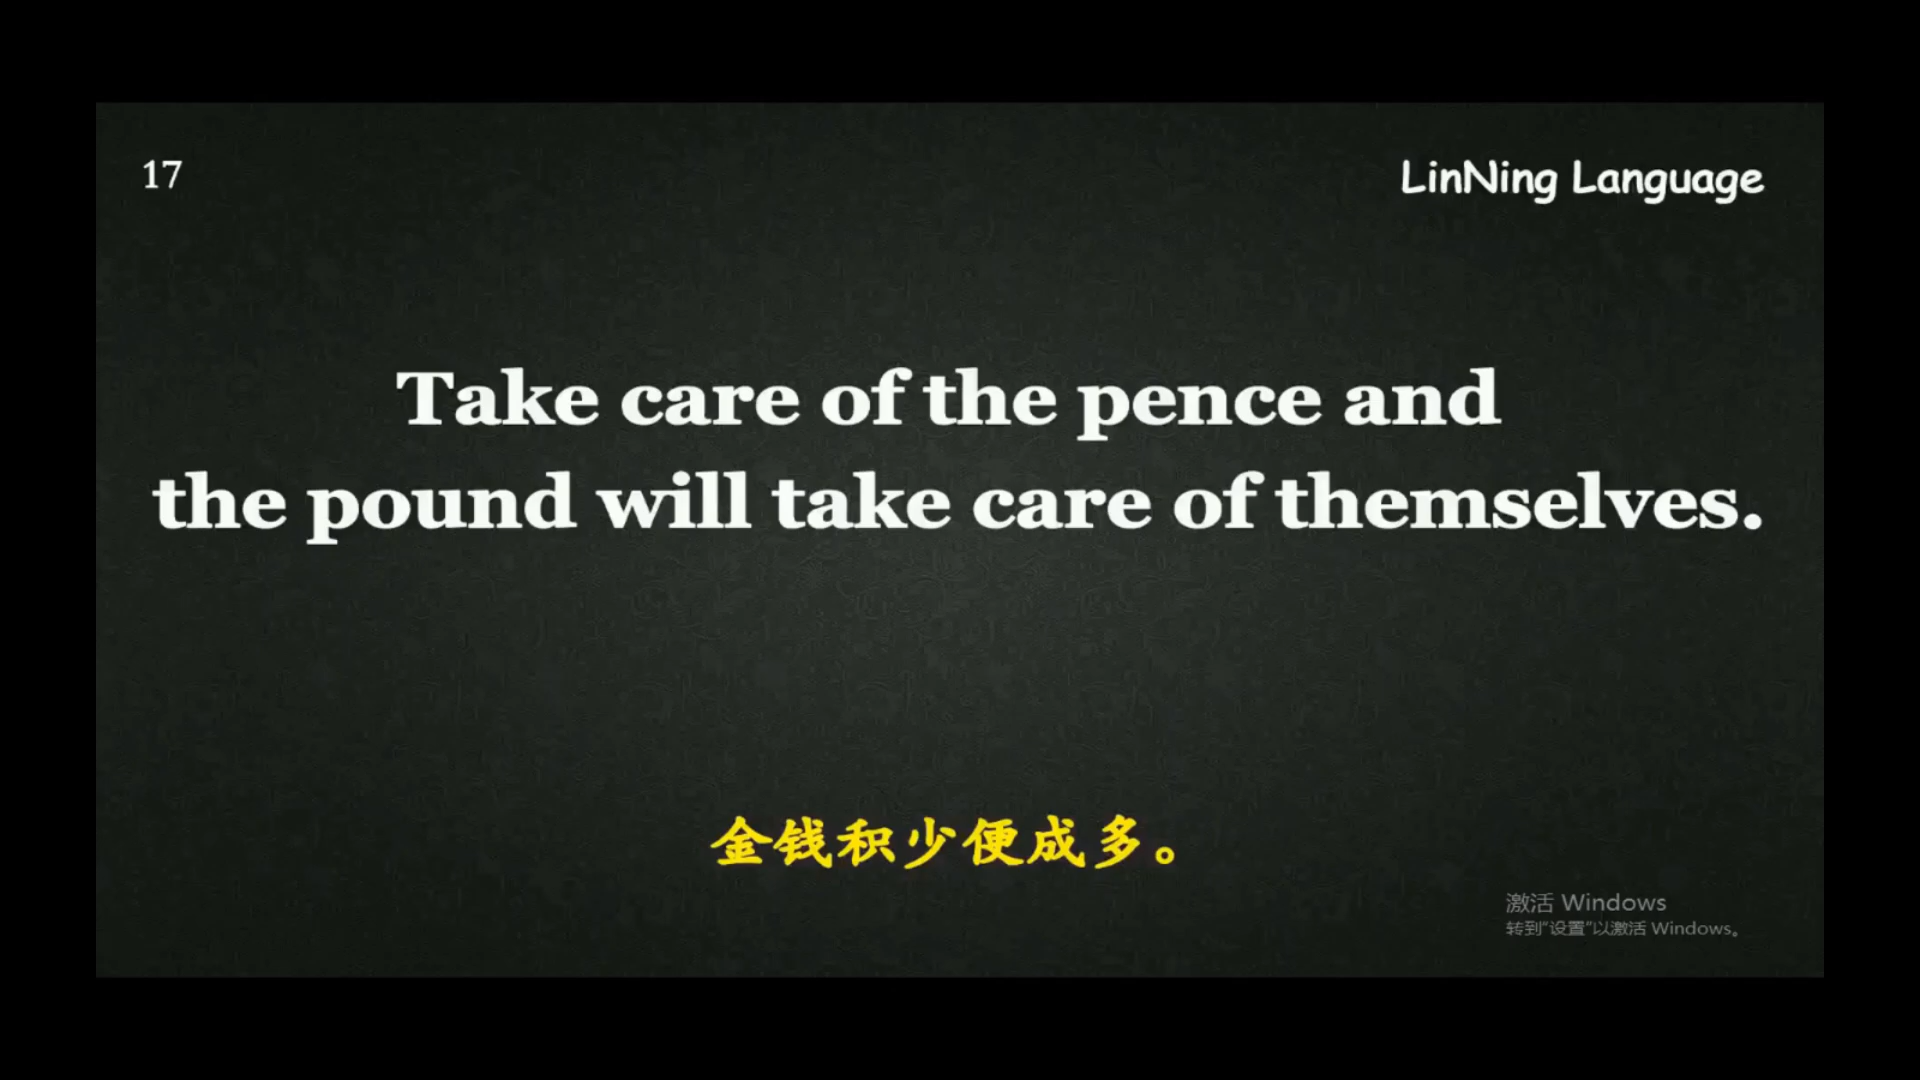 17
LinNing Language
Take care of the pence and
the pound will take care of themselves.
金钱积少便成多。
激活 Windows
转到“设置”以激活 Windows。